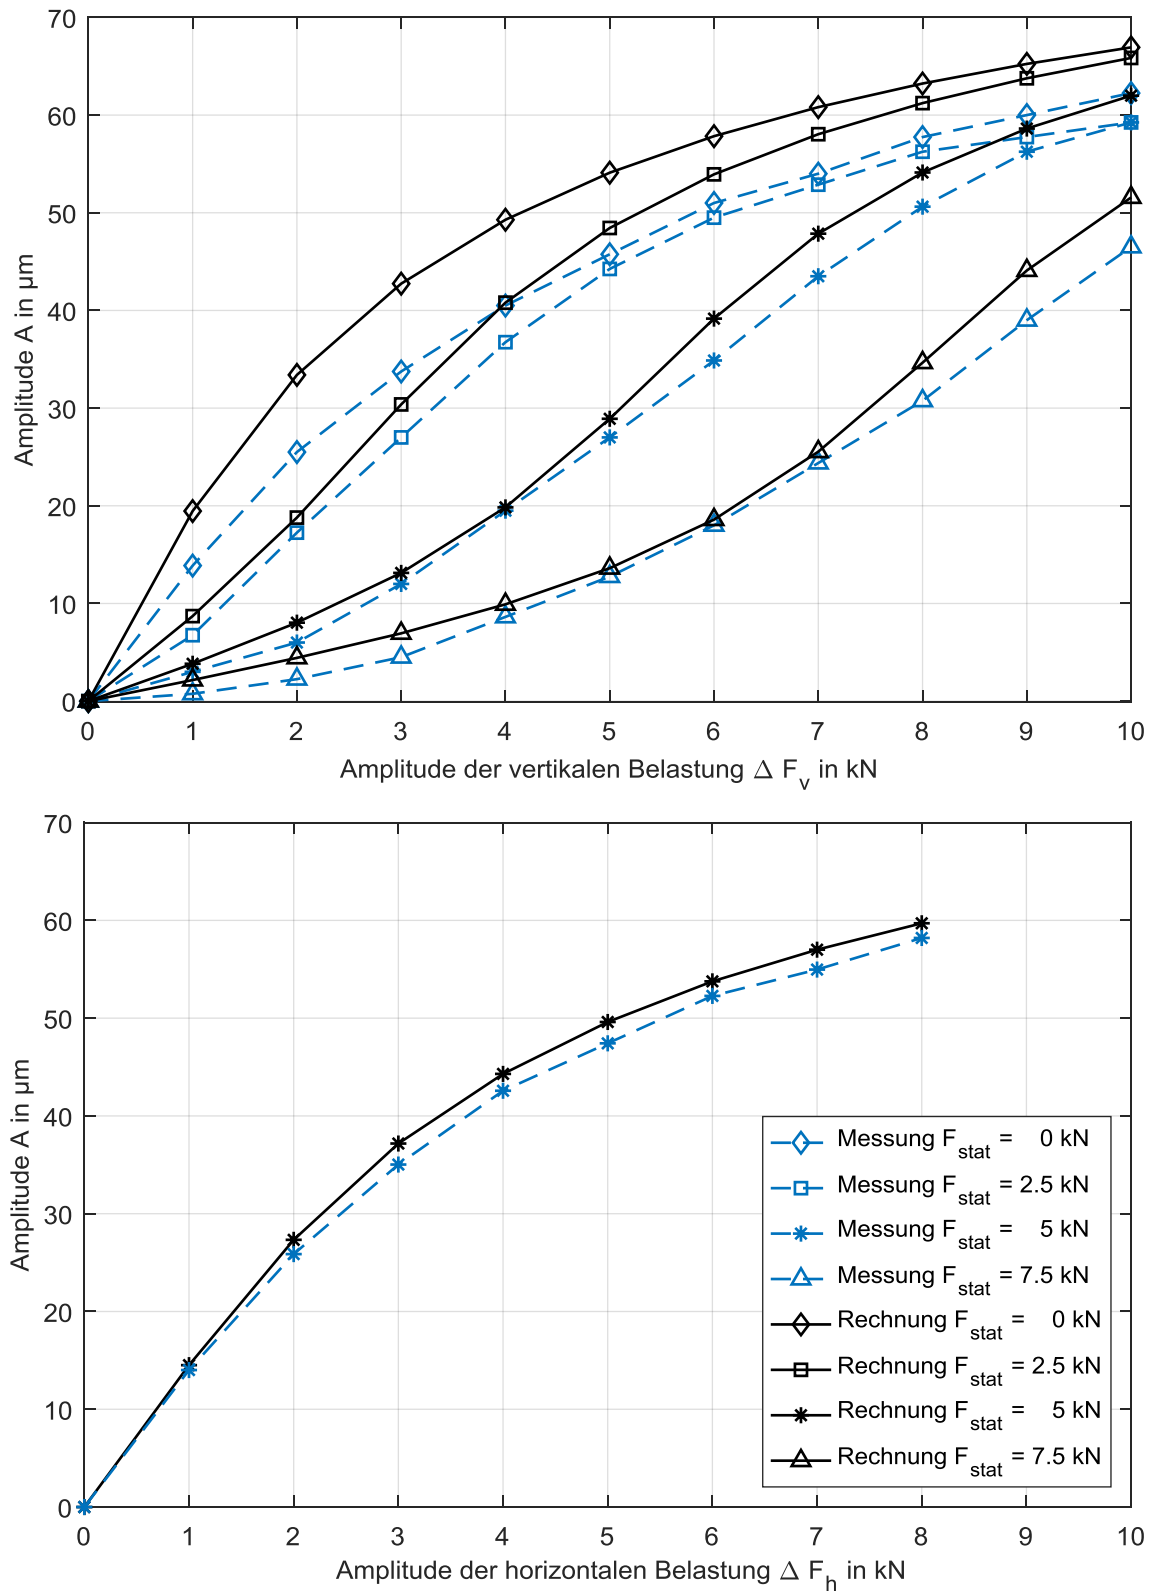 70
60
50
40
30
20
10
0
Amplitude A in µm
0 1 2 3 4 5 6 7 8 9 10
Amplitude der vertikalen Belastung Δ F_v in kN
70
60
50
40
30
20
10
0
Amplitude A in µm
Messung F_stat = 0 kN
Messung F_stat = 2.5 kN
Messung F_stat = 5 kN
Messung F_stat = 7.5 kN
Rechnung F_stat = 0 kN
Rechnung F_stat = 2.5 kN
Rechnung F_stat = 5 kN
Rechnung F_stat = 7.5 kN
0 1 2 3 4 5 6 7 8 9 10
Amplitude der horizontalen Belastung Δ F_h in kN